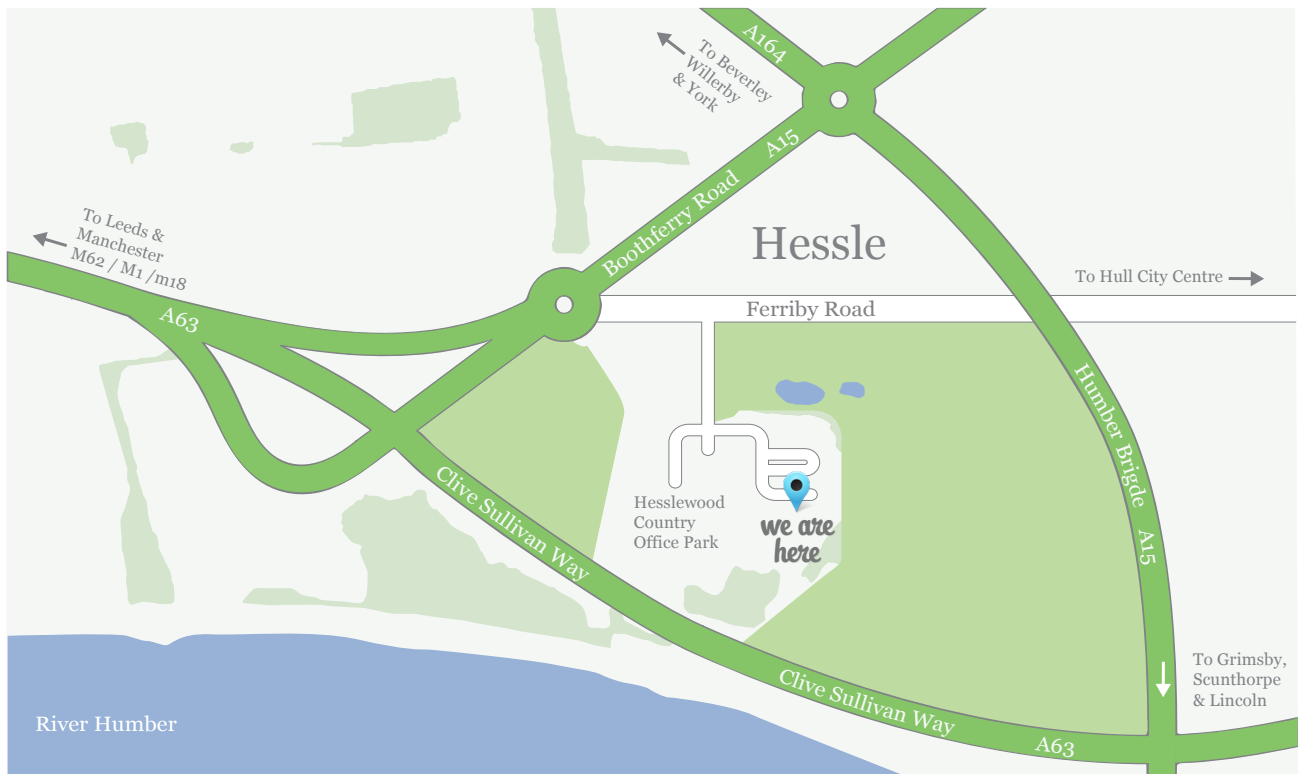 A164
To Beverley
Willerby
& York
A15
Boothferry Road
To Leeds &
Manchester
M62 / M1 /m18
A63
Hessle
To Hull City Centre
Ferriby Road
Humber Brigde
A15
Hesslewood
Country
Office Park
we are
here
Clive Sullivan Way
To Grimsby,
Scunthorpe
& Lincoln
Clive Sullivan Way
A63
River Humber